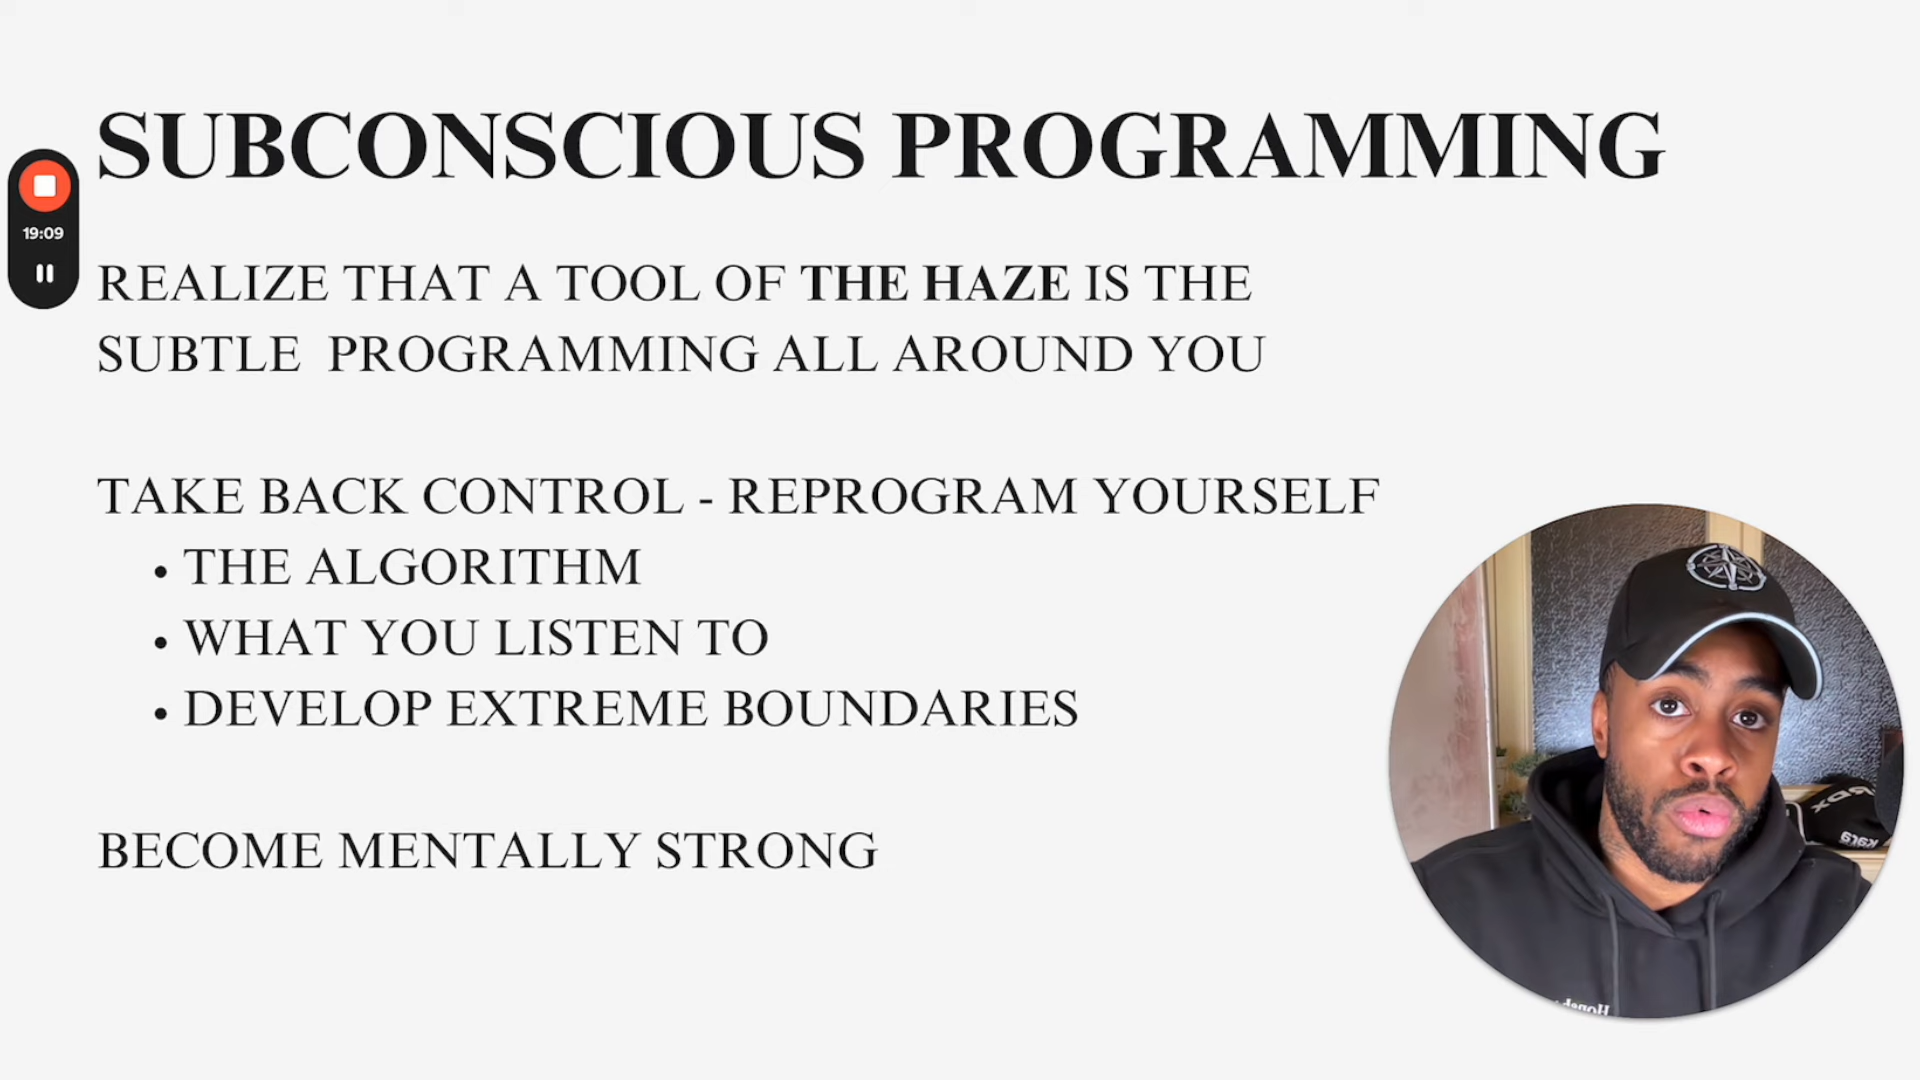 SUBCONSCIOUS PROGRAMMING
19:09
REALIZE THAT A TOOL OF THE HAZE IS THE
SUBTLE PROGRAMMING ALL AROUND YOU
TAKE BACK CONTROL - REPROGRAM YOURSELF
• THE ALGORITHM
• WHAT YOU LISTEN TO
• DEVELOP EXTREME BOUNDARIES
BECOME MENTALLY STRONG